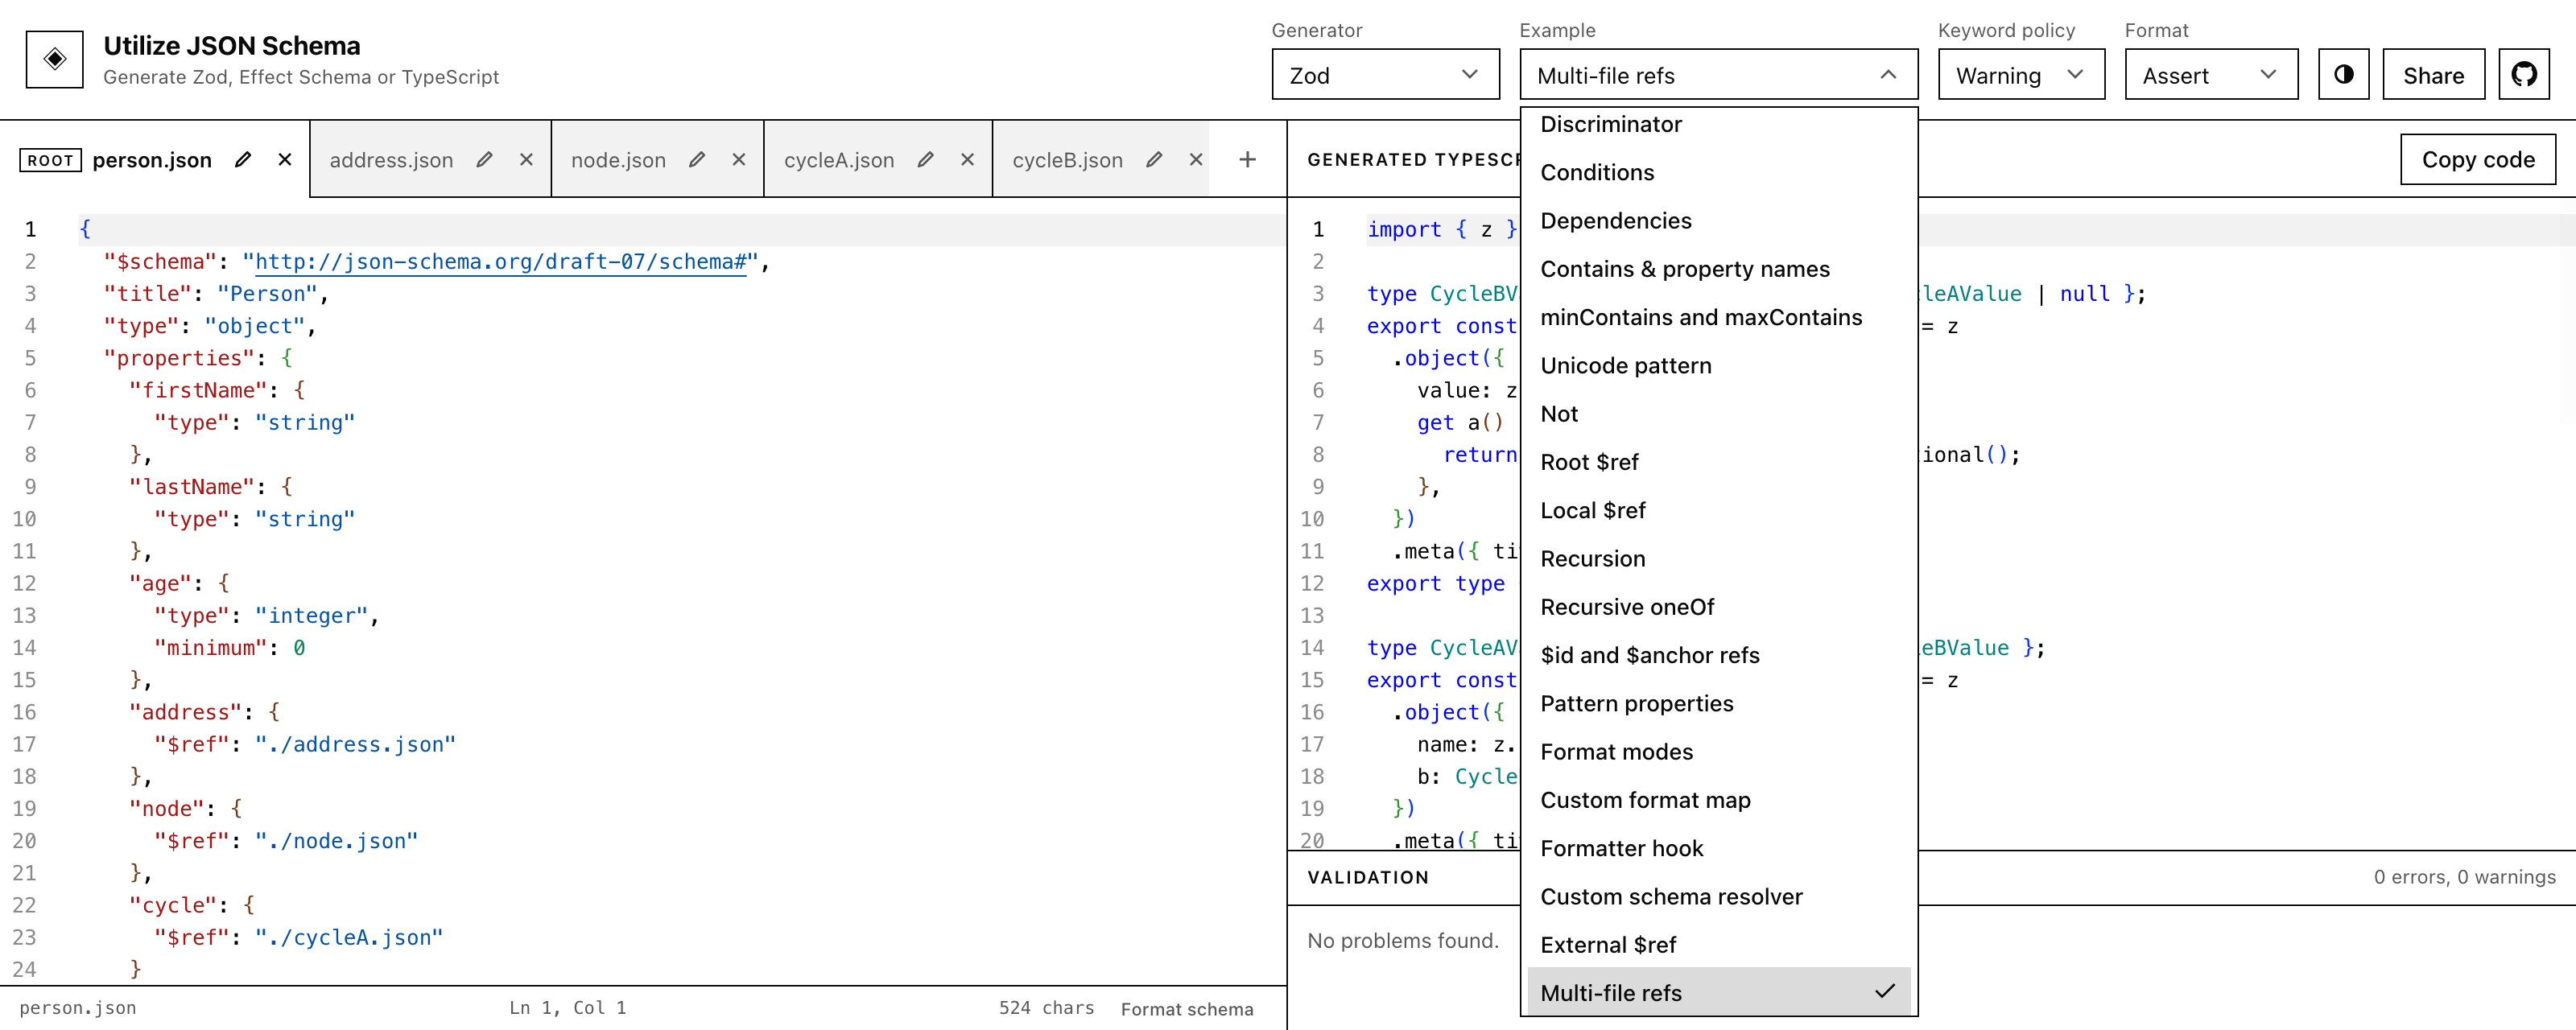 Utilize JSON Schema
Generate Zod, Effect Schema or TypeScript
Generator
Zod
Example
Multi-file refs
Keyword policy
Warning
Format
Assert
Share
ROOT person.json
address.json
node.json
cycleA.json
cycleB.json
1 {
2 "$schema": "http://json-schema.org/draft-07/schema#",
3 "title": "Person",
4 "type": "object",
5 "properties": {
6 "firstName": {
7 "type": "string"
8 },
9 "lastName": {
10 "type": "string"
11 },
12 "age": {
13 "type": "integer",
14 "minimum": 0
15 },
16 "address": {
17 "$ref": "./address.json"
18 },
19 "node": {
20 "$ref": "./node.json"
21 },
22 "cycle": {
23 "$ref": "./cycleA.json"
24 }
person.json
Ln 1, Col 1
524 chars
Format schema
GENERATED TYPESCR
Copy code
1 import { z }
2
3 type CycleBV leAValue | null };
4 export const = z
5 .object({
6 value: z
7 get a()
8 return ional();
9 },
10 })
11 .meta({ ti
12 export type
13
14 type CycleAV eBValue };
15 export const = z
16 .object({
17 name: z.
18 b: Cycle
19 })
20 .meta({ ti
Discriminator
Conditions
Dependencies
Contains & property names
minContains and maxContains
Unicode pattern
Not
Root $ref
Local $ref
Recursion
Recursive oneOf
$id and $anchor refs
Pattern properties
Format modes
Custom format map
Formatter hook
Custom schema resolver
External $ref
Multi-file refs
VALIDATION
0 errors, 0 warnings
No problems found.